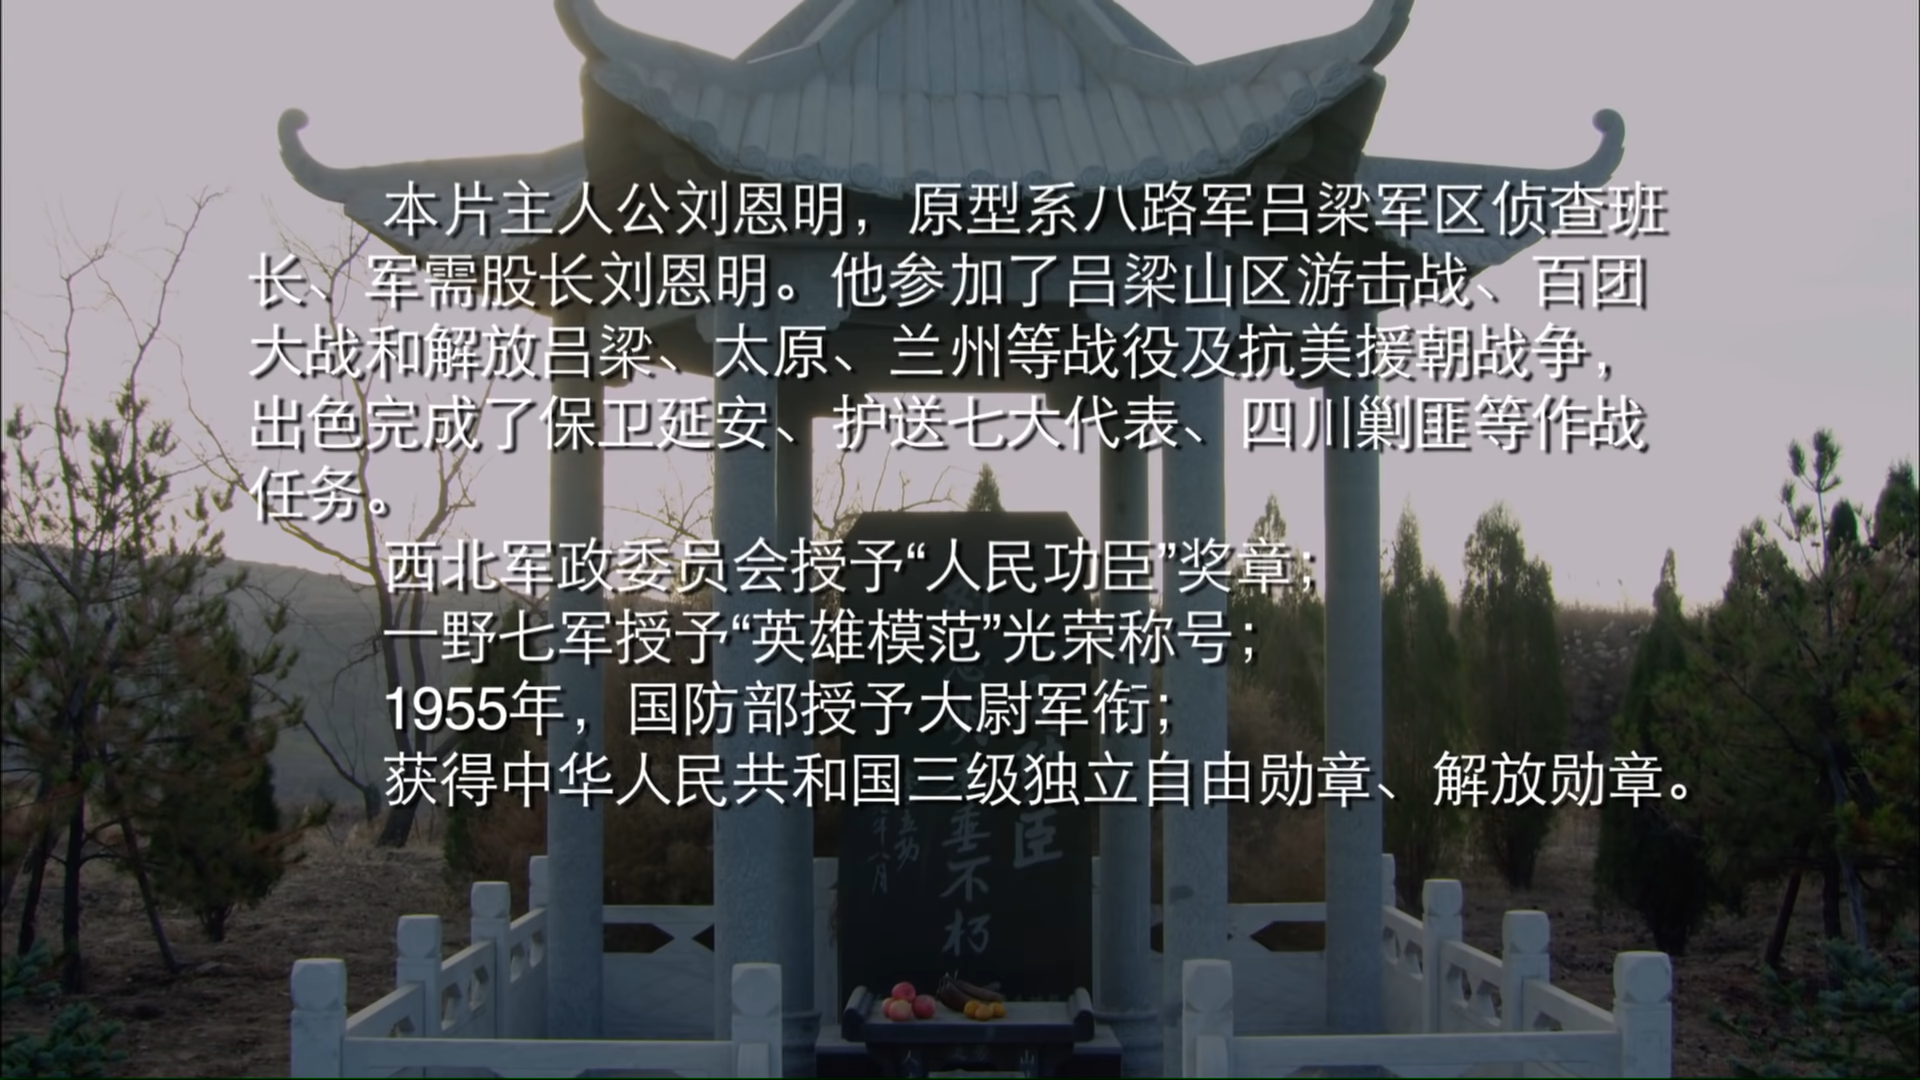 本片主人公刘恩明，原型系八路军吕梁军区侦查班
长、军需股长刘恩明。他参加了吕梁山区游击战、百团
大战和解放吕梁、太原、兰州等战役及抗美援朝战争，
出色完成了保卫延安、护送七大代表、四川剿匪等作战
任务。
西北军政委员会授予“人民功臣”奖章；
一野七军授予“英雄模范”光荣称号；
1955年，国防部授予大尉军衔；
获得中华人民共和国三级独立自由勋章、解放勋章。
臣
垂不朽
年八月